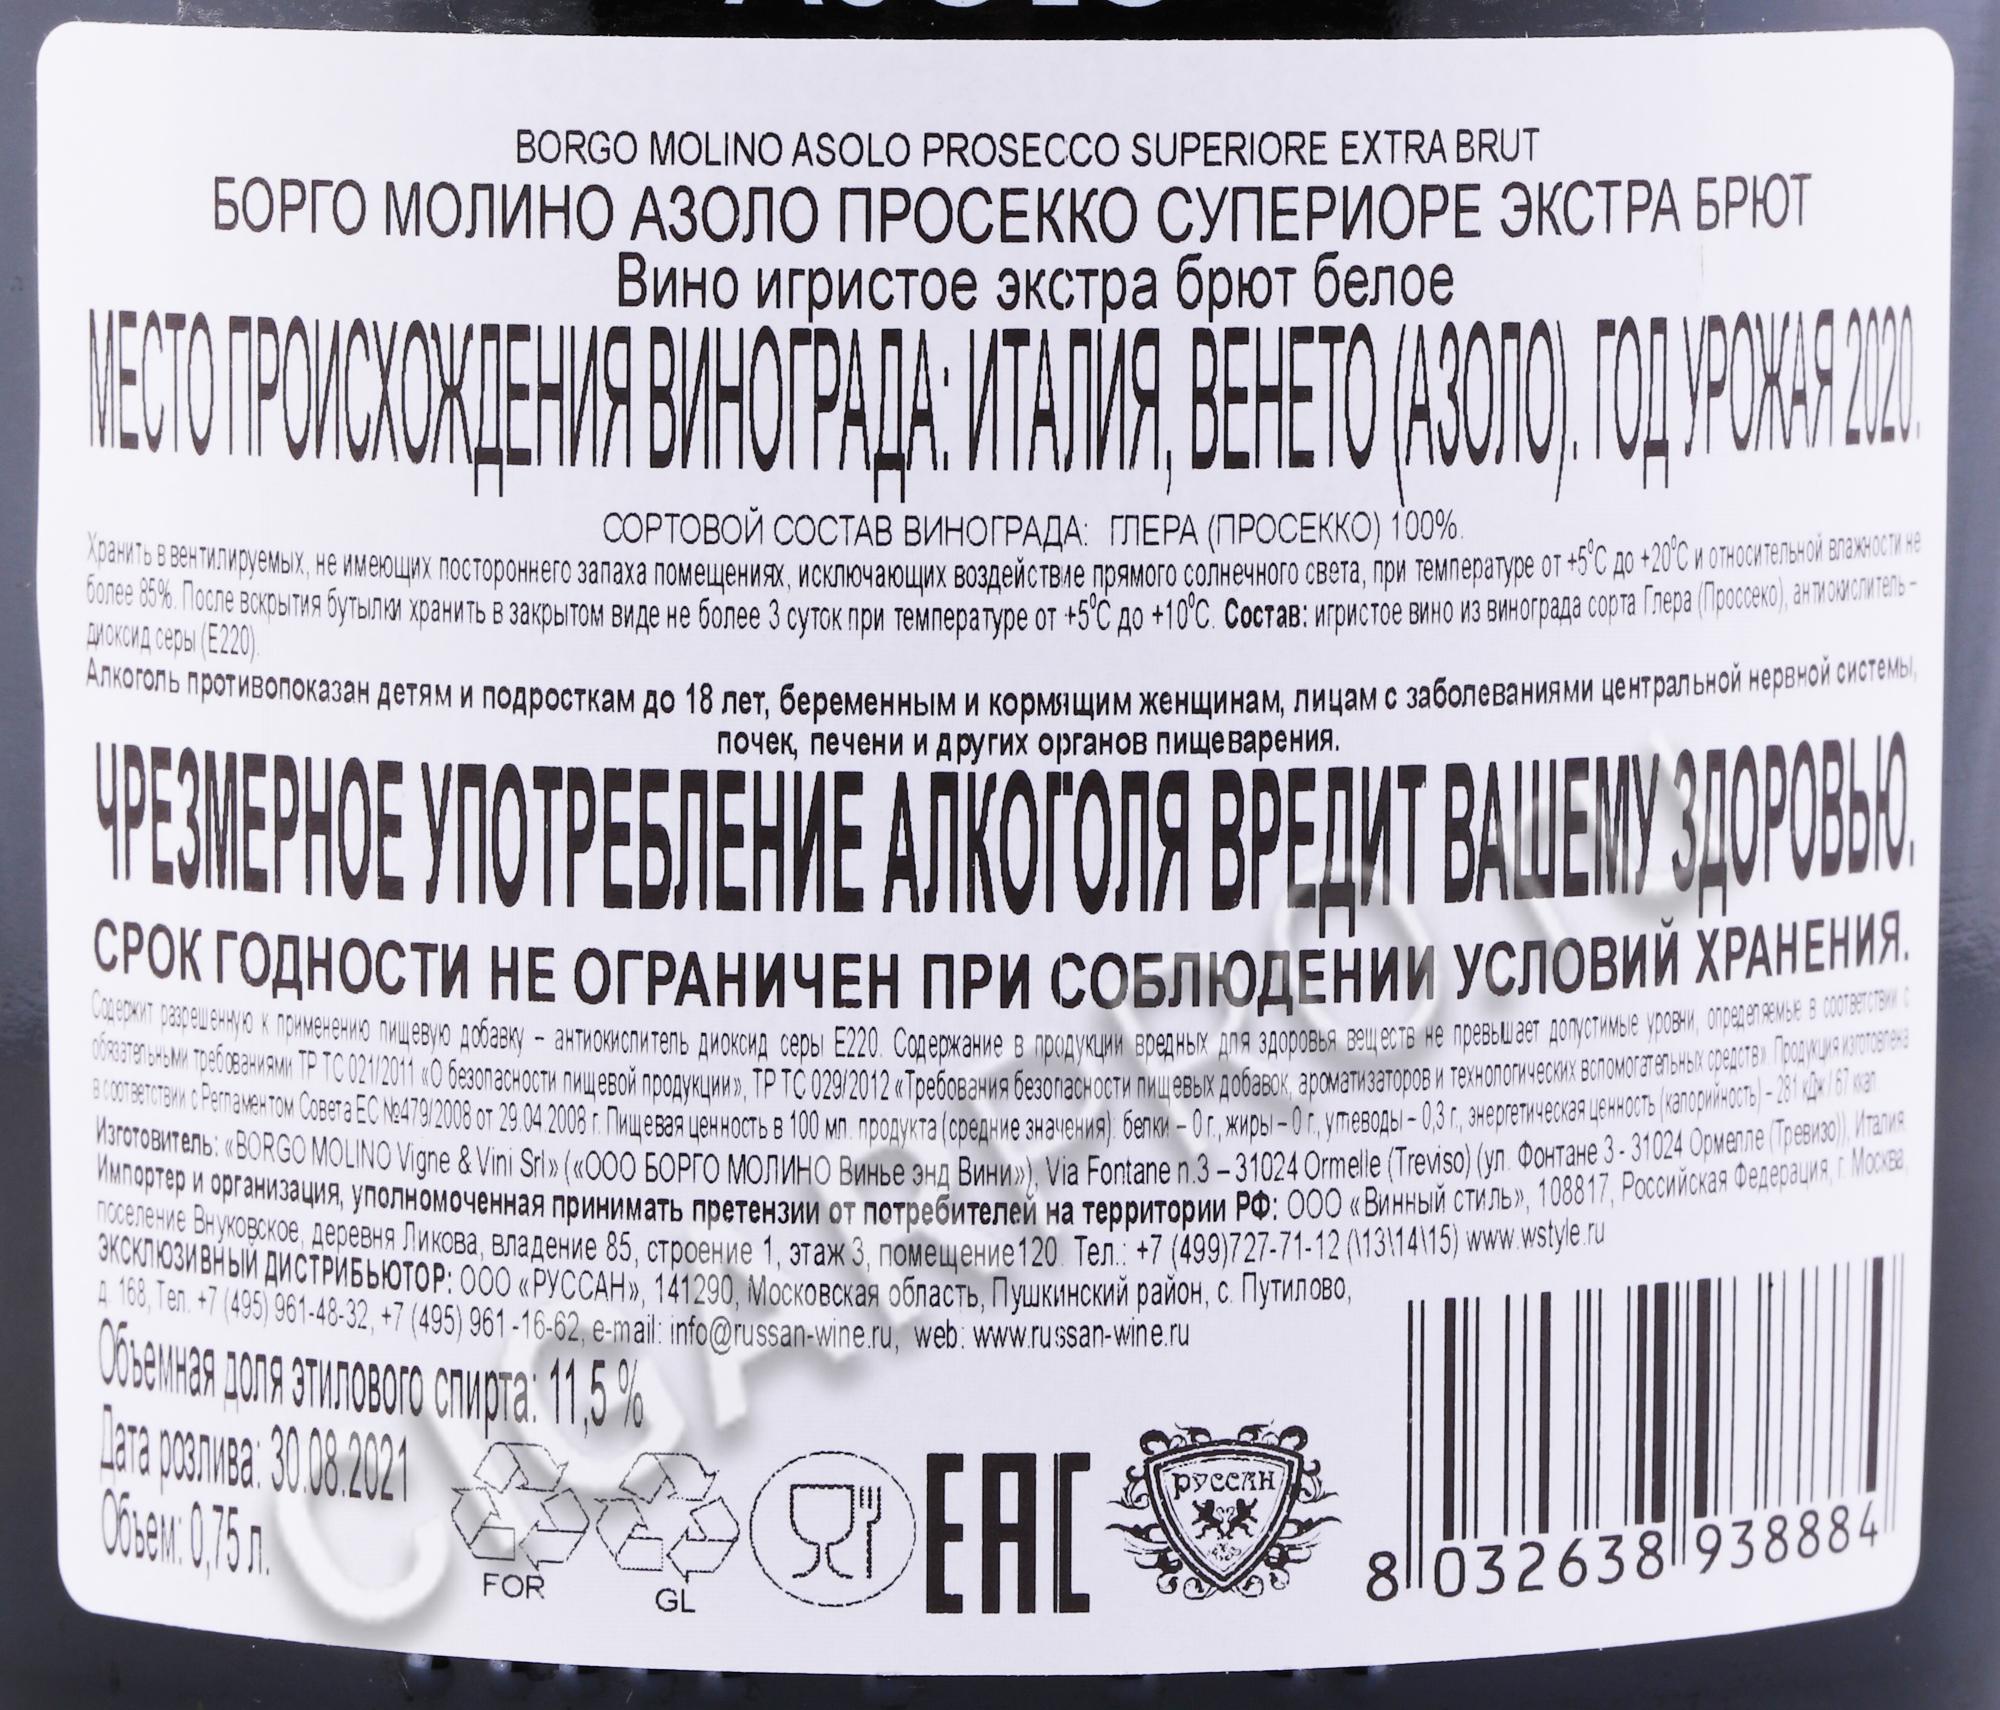 BORGO MOLINO ASOLO PROSECCO SUPERIORE EXTRA BRUT
БОРГО МОЛИНО АЗОЛО ПРОСЕККО СУПЕРИОРЕ ЭКСТРА БРЮТ
Вино игристое экстра брют белое
МЕСТО ПРОИСХОЖДЕНИЯ ВИНОГРАДА: ИТАЛИЯ, ВЕНЕТО (АЗОЛО). ГОД УРОЖАЯ 2020.
СОРТОВОЙ СОСТАВ ВИНОГРАДА: ГЛЕРА (ПРОСЕККО) 100%.
Хранить в вентилируемых, не имеющих постороннего запаха помещениях, исключающих воздействие прямого солнечного света, при температуре от +5°С до +20°С и относительной влажности не
более 85%. После вскрытия бутылки хранить в закрытом виде не более 3 суток при температуре от +5°С до +10°С. Состав: игристое вино из винограда сорта Глера (Проссеко), антиокислитель –
диоксид серы (Е220).
Алкоголь противопоказан детям и подросткам до 18 лет, беременным и кормящим женщинам, лицам с заболеваниями центральной нервной системы,
почек, печени и других органов пищеварения.
ЧРЕЗМЕРНОЕ УПОТРЕБЛЕНИЕ АЛКОГОЛЯ ВРЕДИТ ВАШЕМУ ЗДОРОВЬЮ.
СРОК ГОДНОСТИ НЕ ОГРАНИЧЕН ПРИ СОБЛЮДЕНИИ УСЛОВИЙ ХРАНЕНИЯ.
Содержит разрешенную к применению пищевую добавку – антиокислитель диоксид серы Е220. Содержание в продукции вредных для здоровья веществ не превышает допустимые уровни, определяемые в соответствии с
обязательными требованиями ТР ТС 021/2011 «О безопасности пищевой продукции», ТР ТС 029/2012 «Требования безопасности пищевых добавок, ароматизаторов и технологических вспомогательных средств». Продукция изготовлена
в соответствии с Регламентом Совета ЕС №479/2008 от 29.04.2008 г. Пищевая ценность в 100 мл. продукта (средние значения): белки – 0 г., жиры – 0 г., углеводы – 0,3 г., энергетическая ценность (калорийность) – 281 кДж / 67 ккал.
Изготовитель: «BORGO MOLINO Vigne & Vini Srl» («ООО БОРГО МОЛИНО Винье энд Вини»), Via Fontane n.3 – 31024 Ormelle (Treviso) (ул. Фонтане 3 - 31024 Ормелле (Тревизо)), Италия.
Импортер и организация, уполномоченная принимать претензии от потребителей на территории РФ: ООО «Винный стиль», 108817, Российская Федерация, г. Москва,
поселение Внуковское, деревня Ликова, владение 85, строение 1, этаж 3, помещение120. Тел.: +7 (499)727-71-12 (\13\14\15) www.wstyle.ru
ЭКСКЛЮЗИВНЫЙ ДИСТРИБЬЮТОР: ООО «РУССАН», 141290, Московская область, Пушкинский район, с. Путилово,
д. 168, Тел. +7 (495) 961-48-32, +7 (495) 961 -16-62, e-mail: info@russan-wine.ru, web: www.russan-wine.ru
Объемная доля этилового спирта: 11,5 %
Дата розлива: 30.08.2021
Объем: 0,75 л.
FOR
GL
ЕАС
РУССАН
8 032638 938884
CIGARPRO.RU